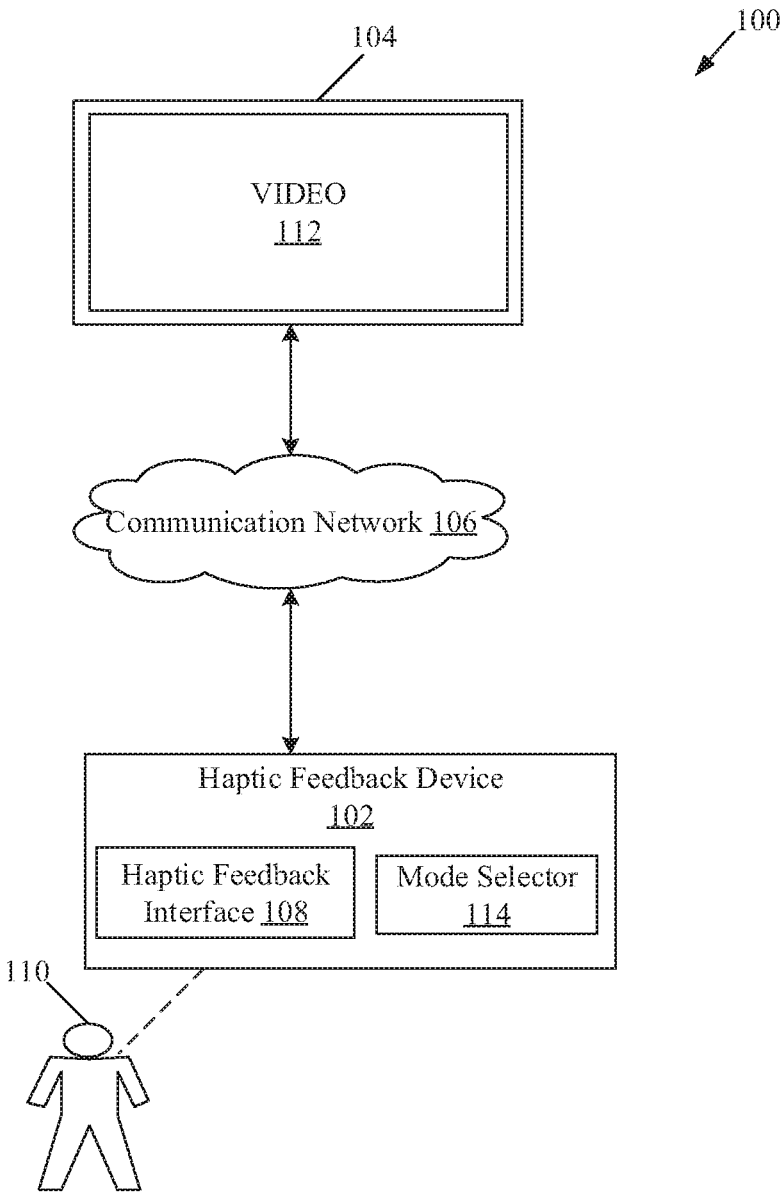 100
104
VIDEO
112
Communication Network 106
Haptic Feedback Device
102
Haptic Feedback
Interface 108
Mode Selector
114
110